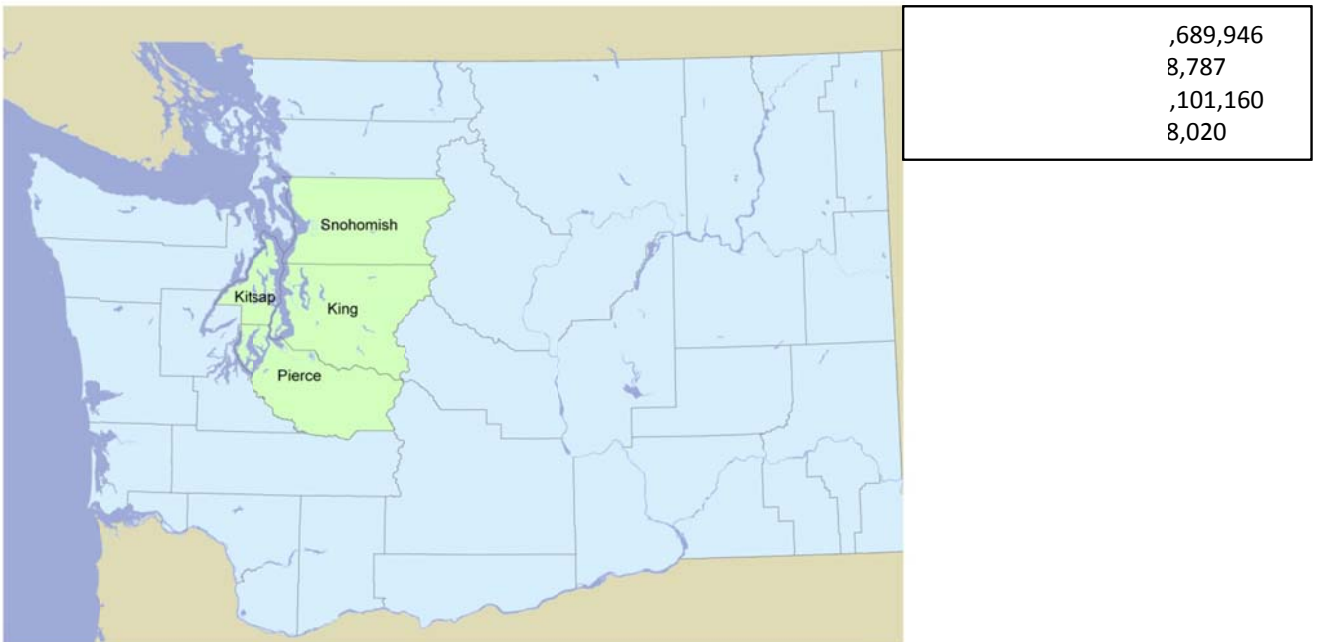 ,689,946
8,787
,101,160
8,020
Snohomish
Kitsap
King
Pierce